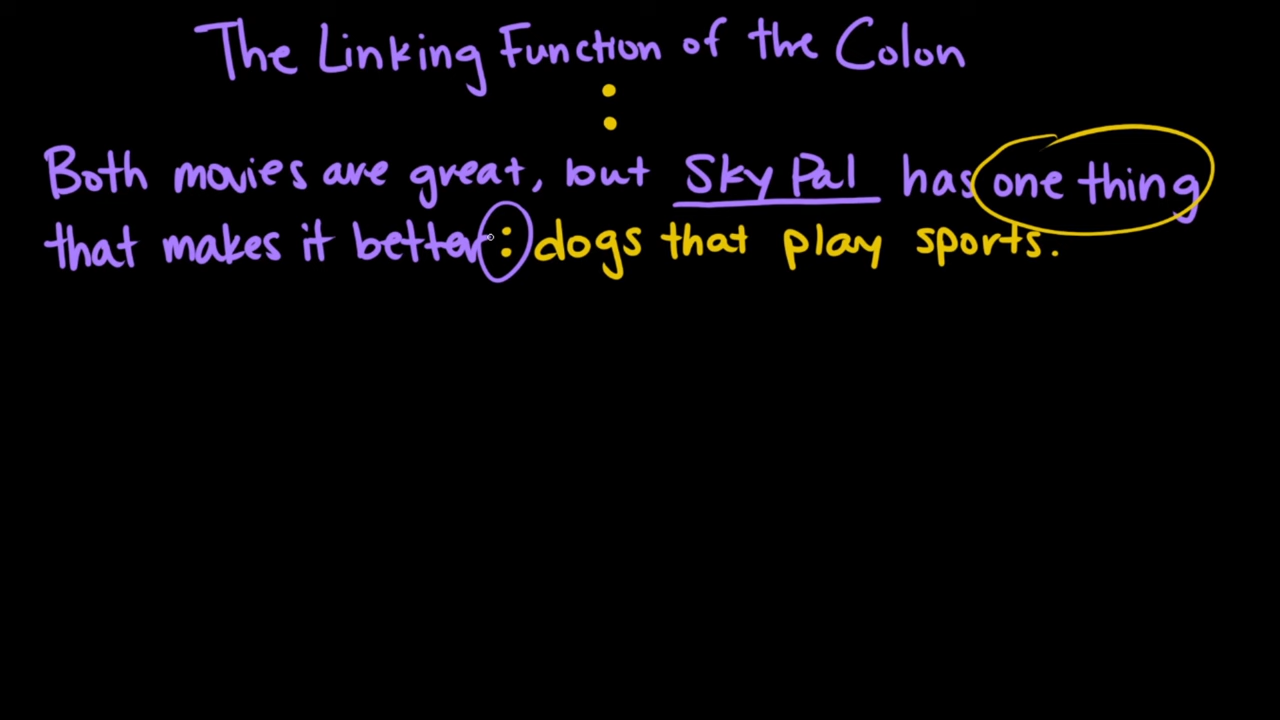 The Linking Function of the Colon
:
Both movies are great, but Sky Pal has one thing
that makes it better: dogs that play sports.